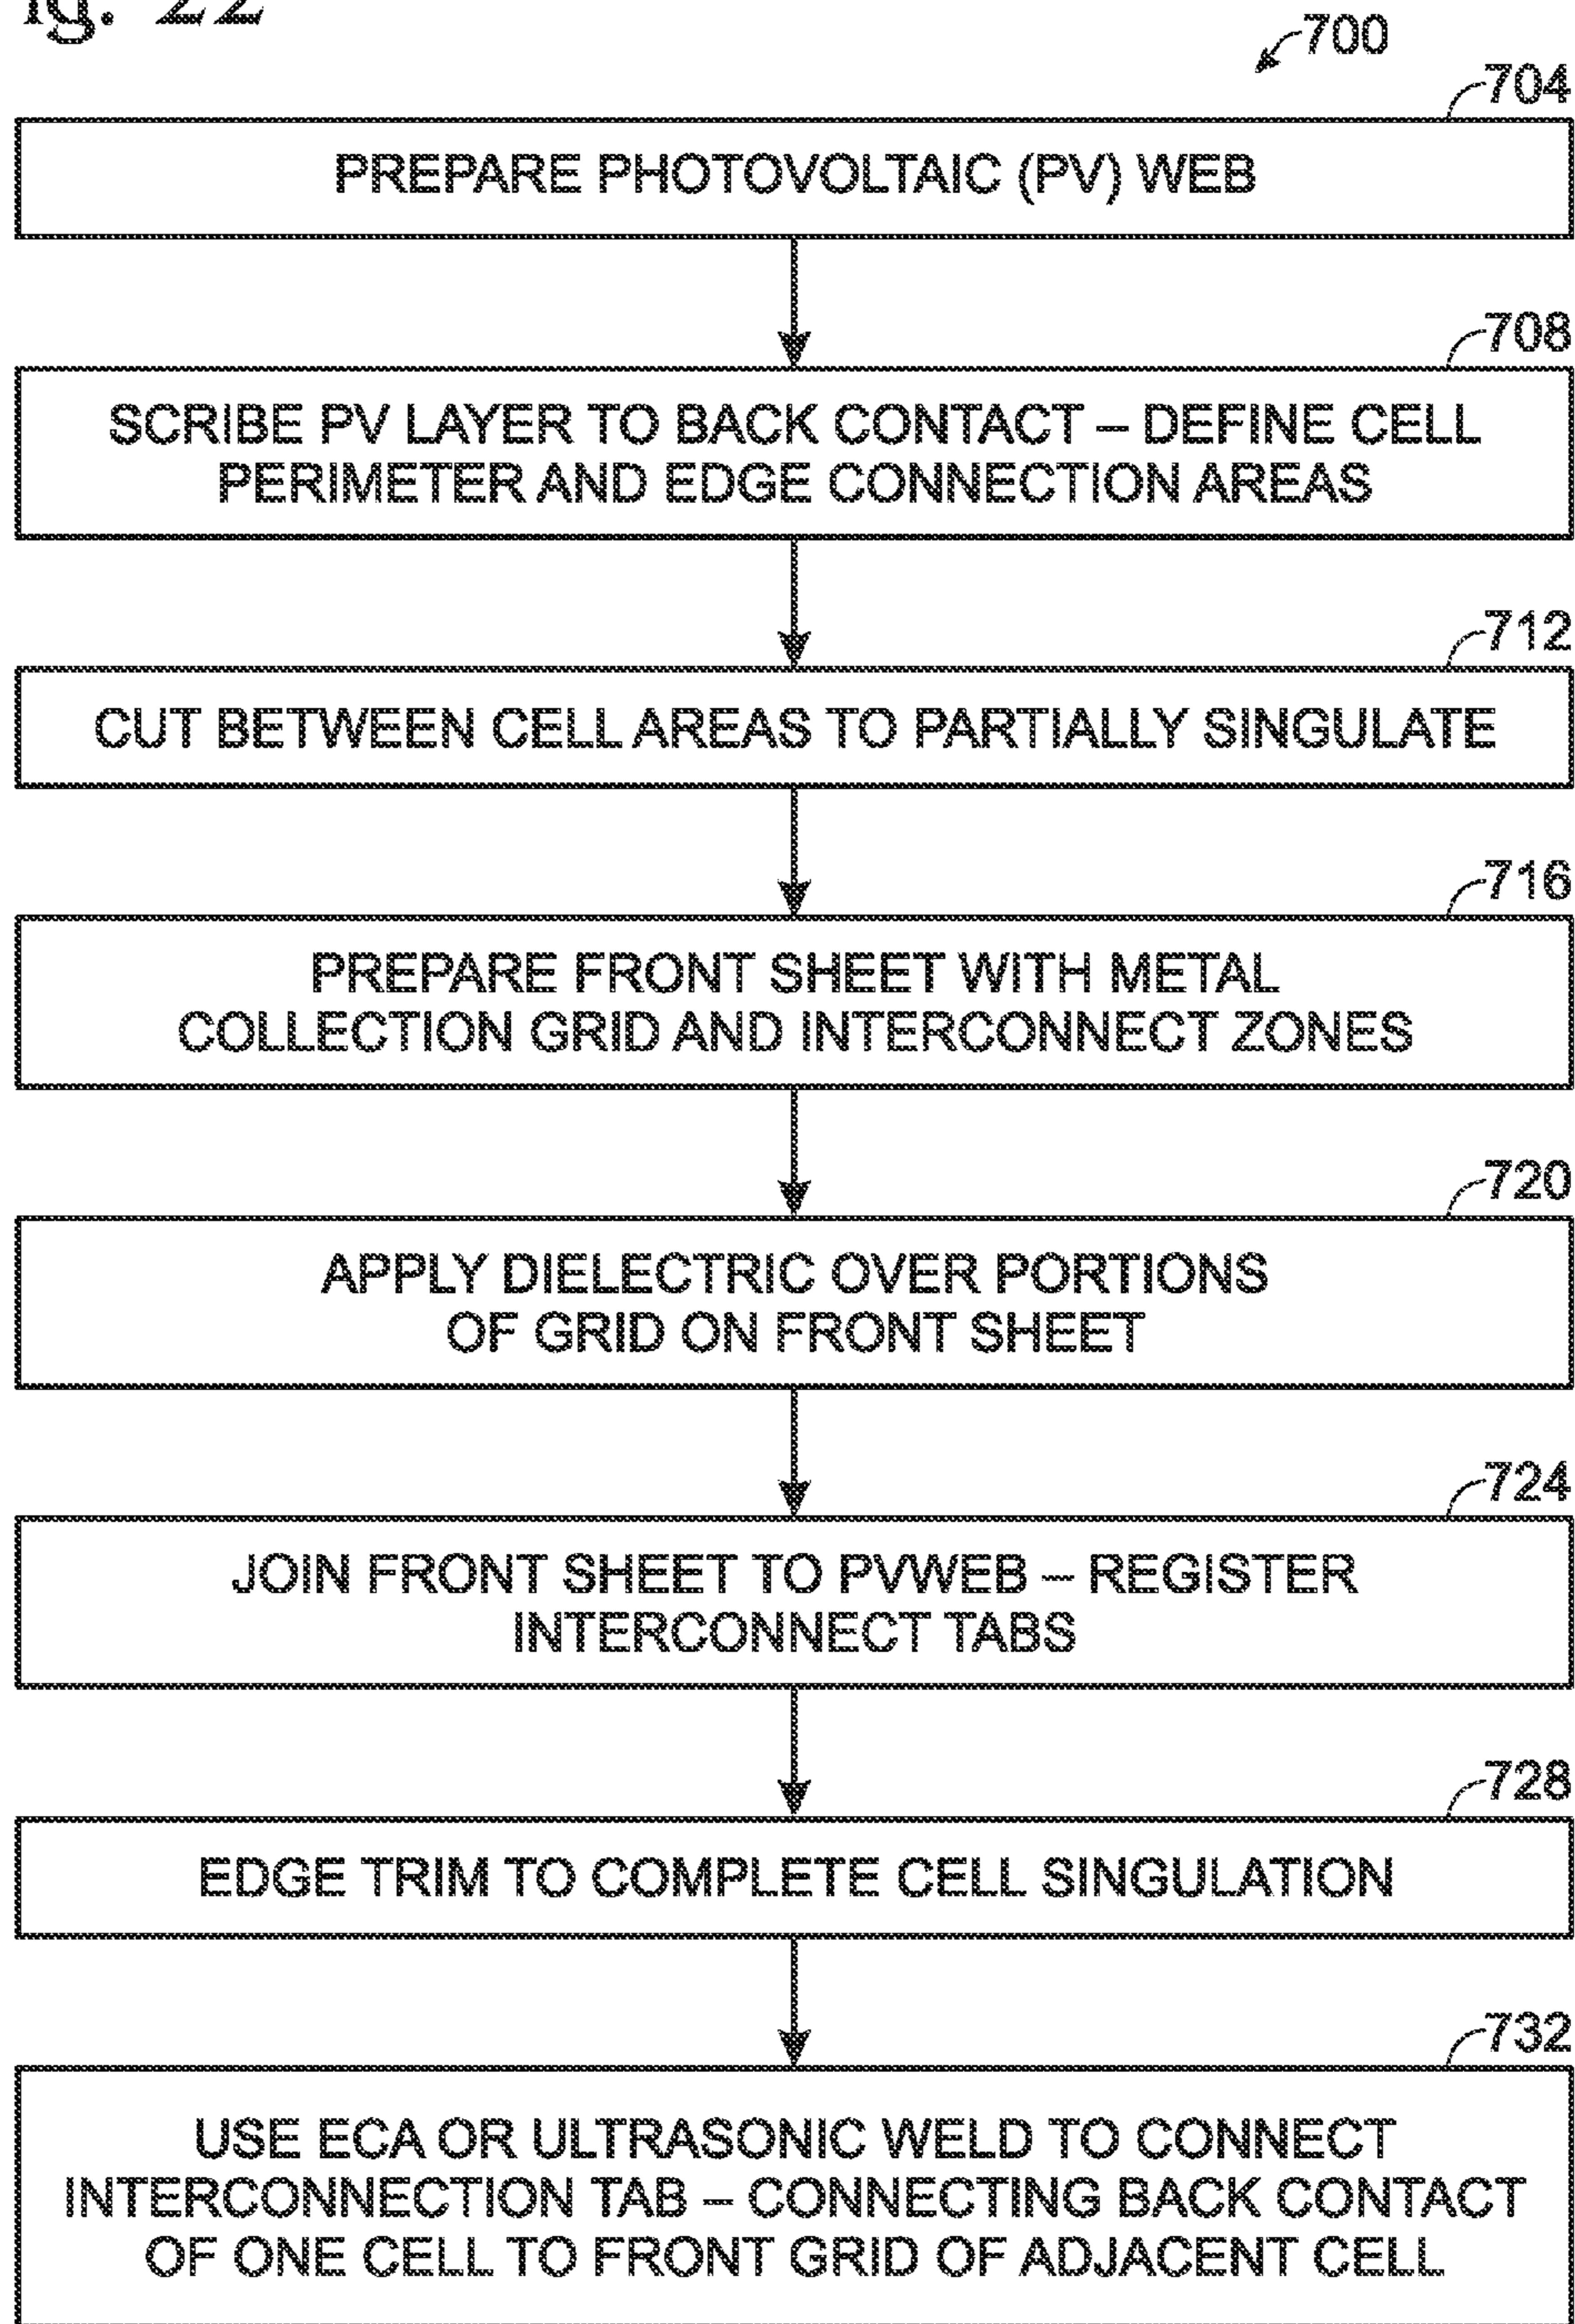 ig. 22
700
704
PREPARE PHOTOVOLTAIC (PV) WEB
708
SCRIBE PV LAYER TO BACK CONTACT – DEFINE CELL
PERIMETER AND EDGE CONNECTION AREAS
712
CUT BETWEEN CELL AREAS TO PARTIALLY SINGULATE
716
PREPARE FRONT SHEET WITH METAL
COLLECTION GRID AND INTERCONNECT ZONES
720
APPLY DIELECTRIC OVER PORTIONS
OF GRID ON FRONT SHEET
724
JOIN FRONT SHEET TO PVWEB – REGISTER
INTERCONNECT TABS
728
EDGE TRIM TO COMPLETE CELL SINGULATION
732
USE ECA OR ULTRASONIC WELD TO CONNECT
INTERCONNECTION TAB – CONNECTING BACK CONTACT
OF ONE CELL TO FRONT GRID OF ADJACENT CELL